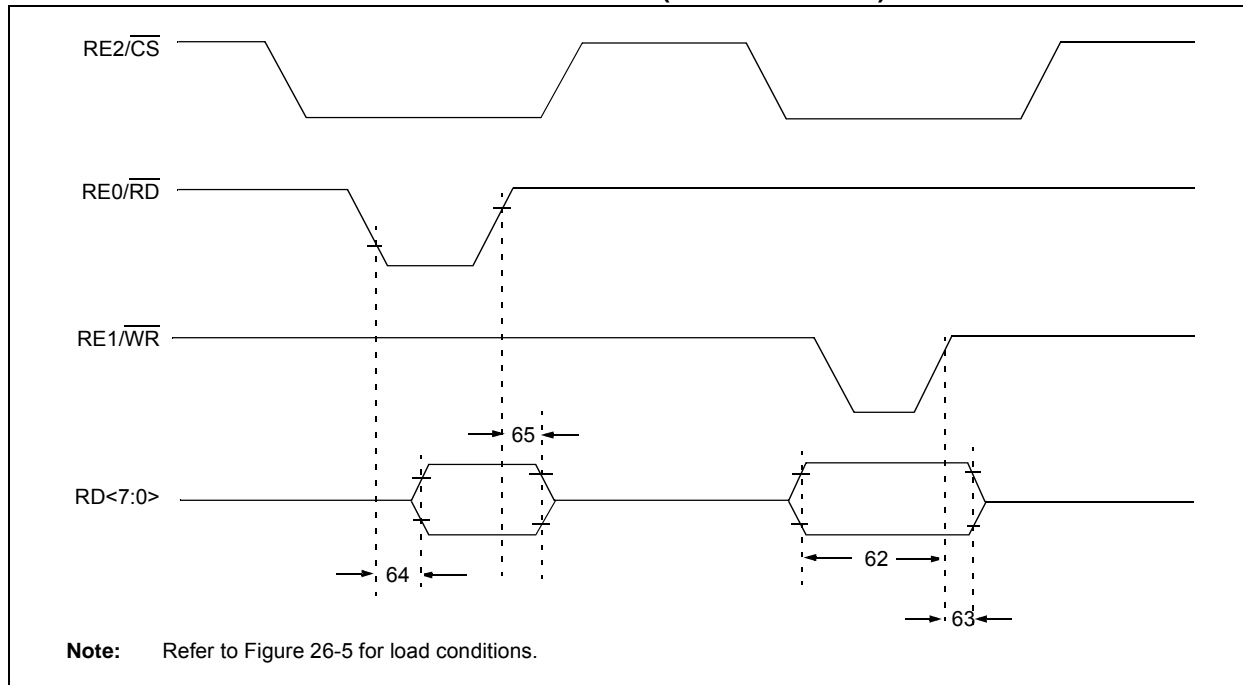 RE2/CS
RE0/RD
RE1/WR
65
RD<7:0>
62
64
63
Note: Refer to Figure 26-5 for load conditions.